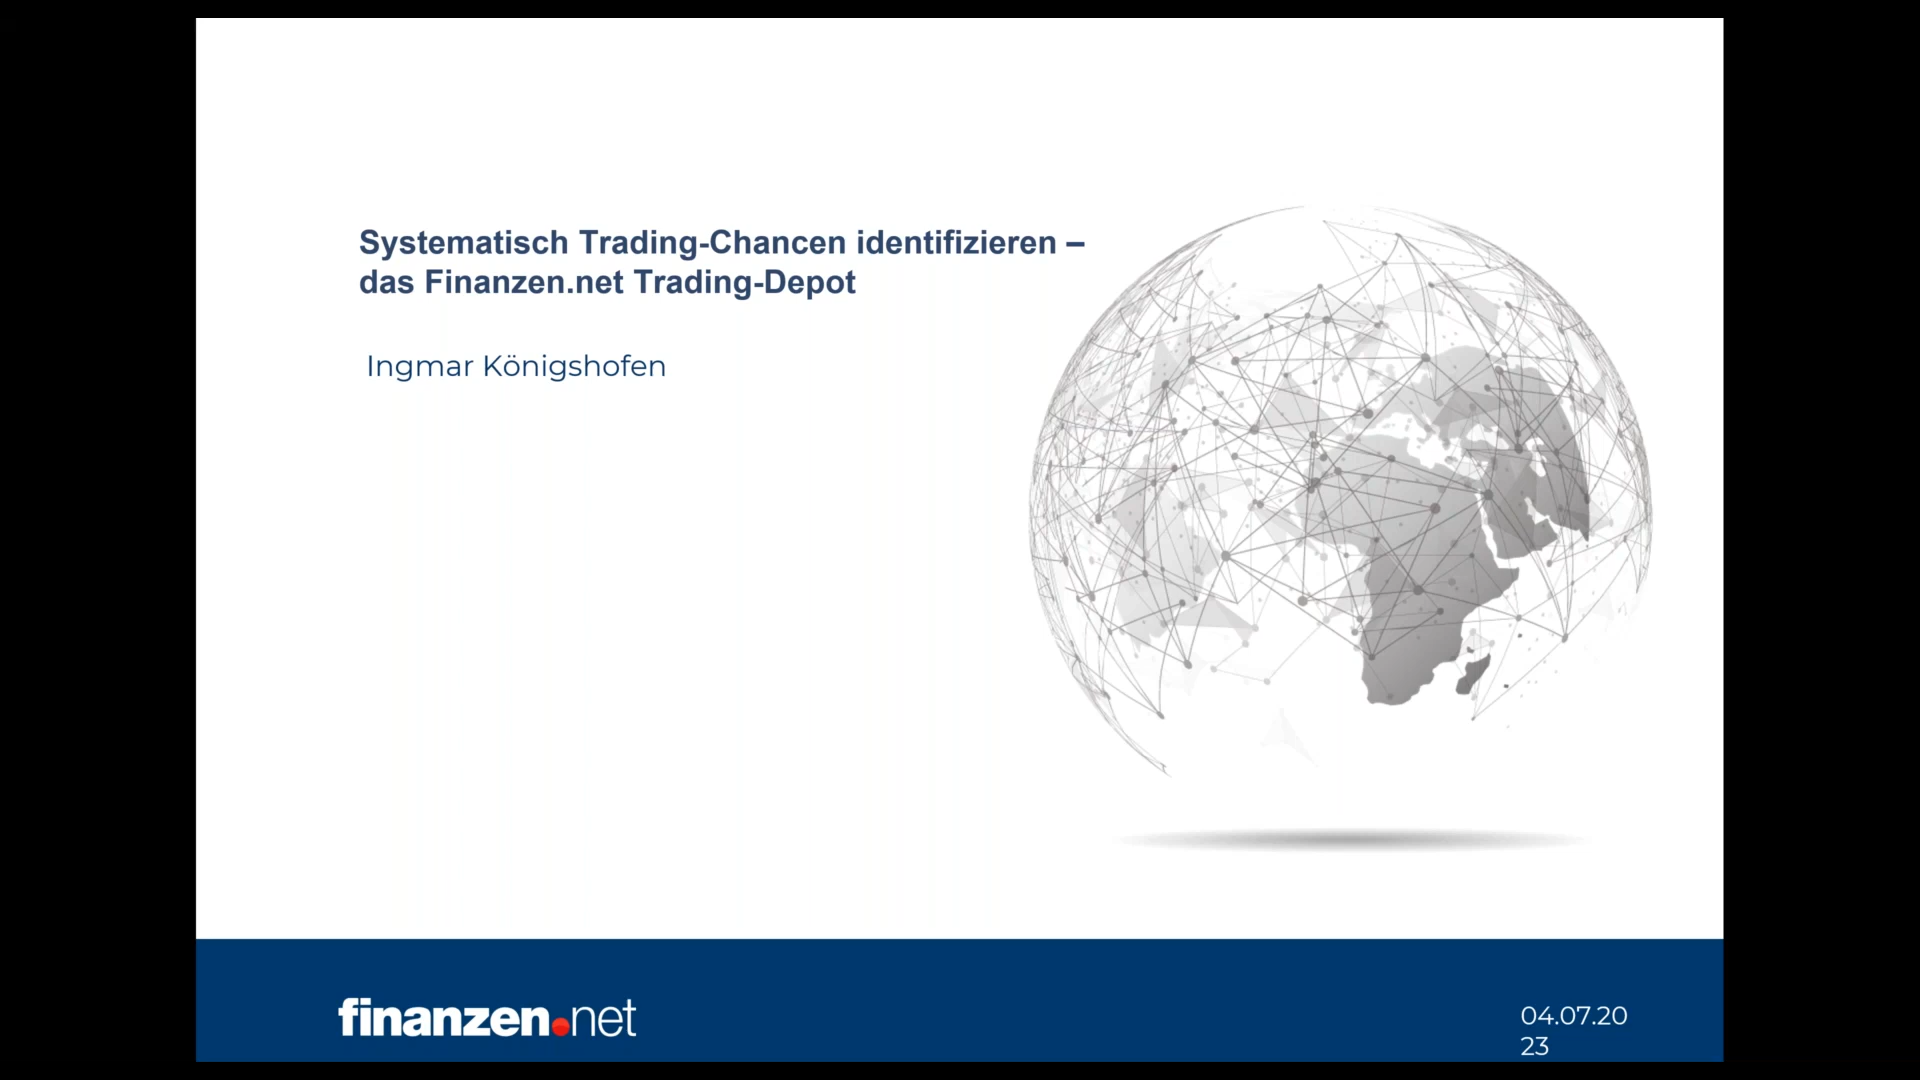 Systematisch Trading-Chancen identifizieren –
das Finanzen.net Trading-Depot
Ingmar Königshofen
finanzen.net
04.07.20
23